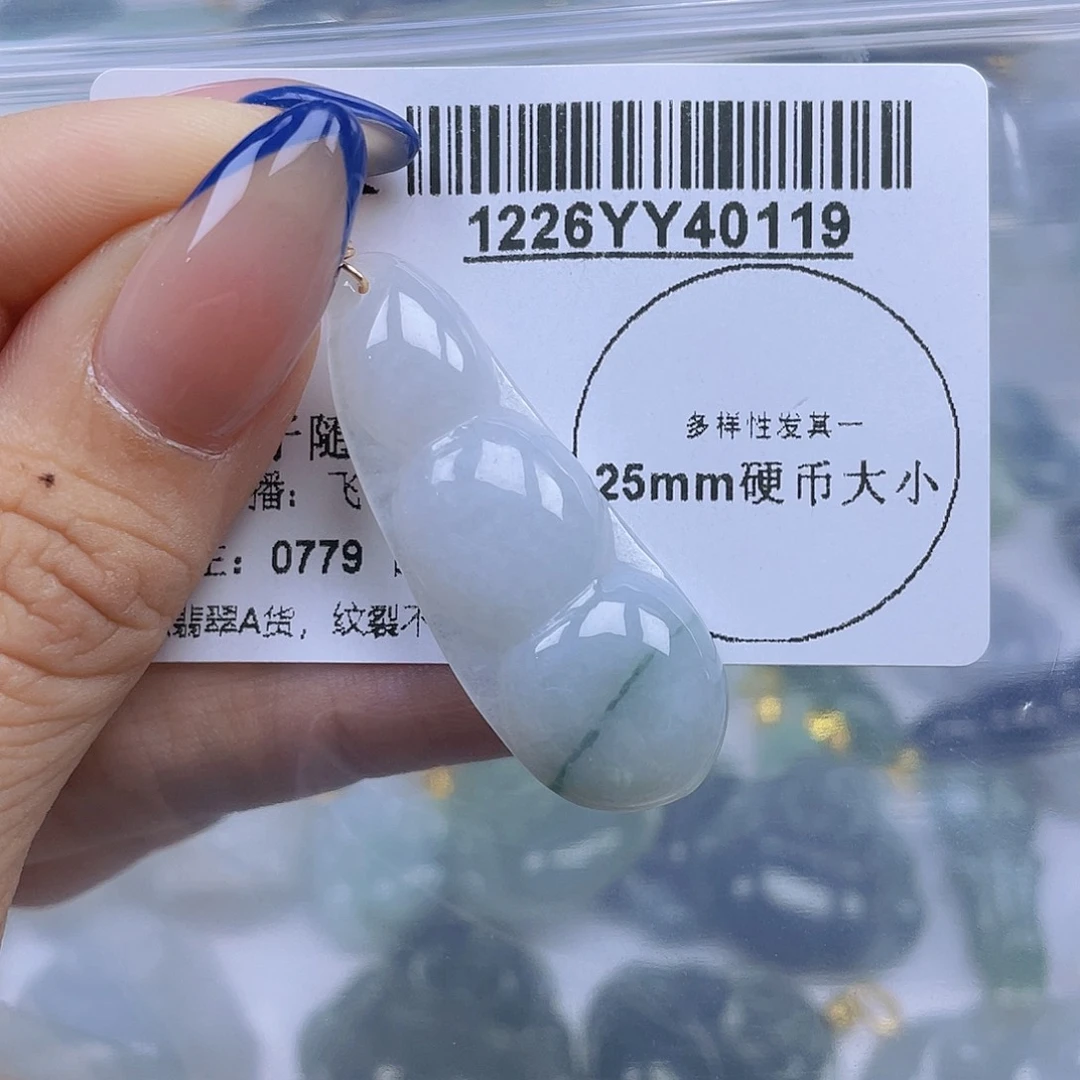 1226YY40119
多样性发其一
25mm硬币大小
随
播: 飞
: 0779
翡翠A货, 纹裂不